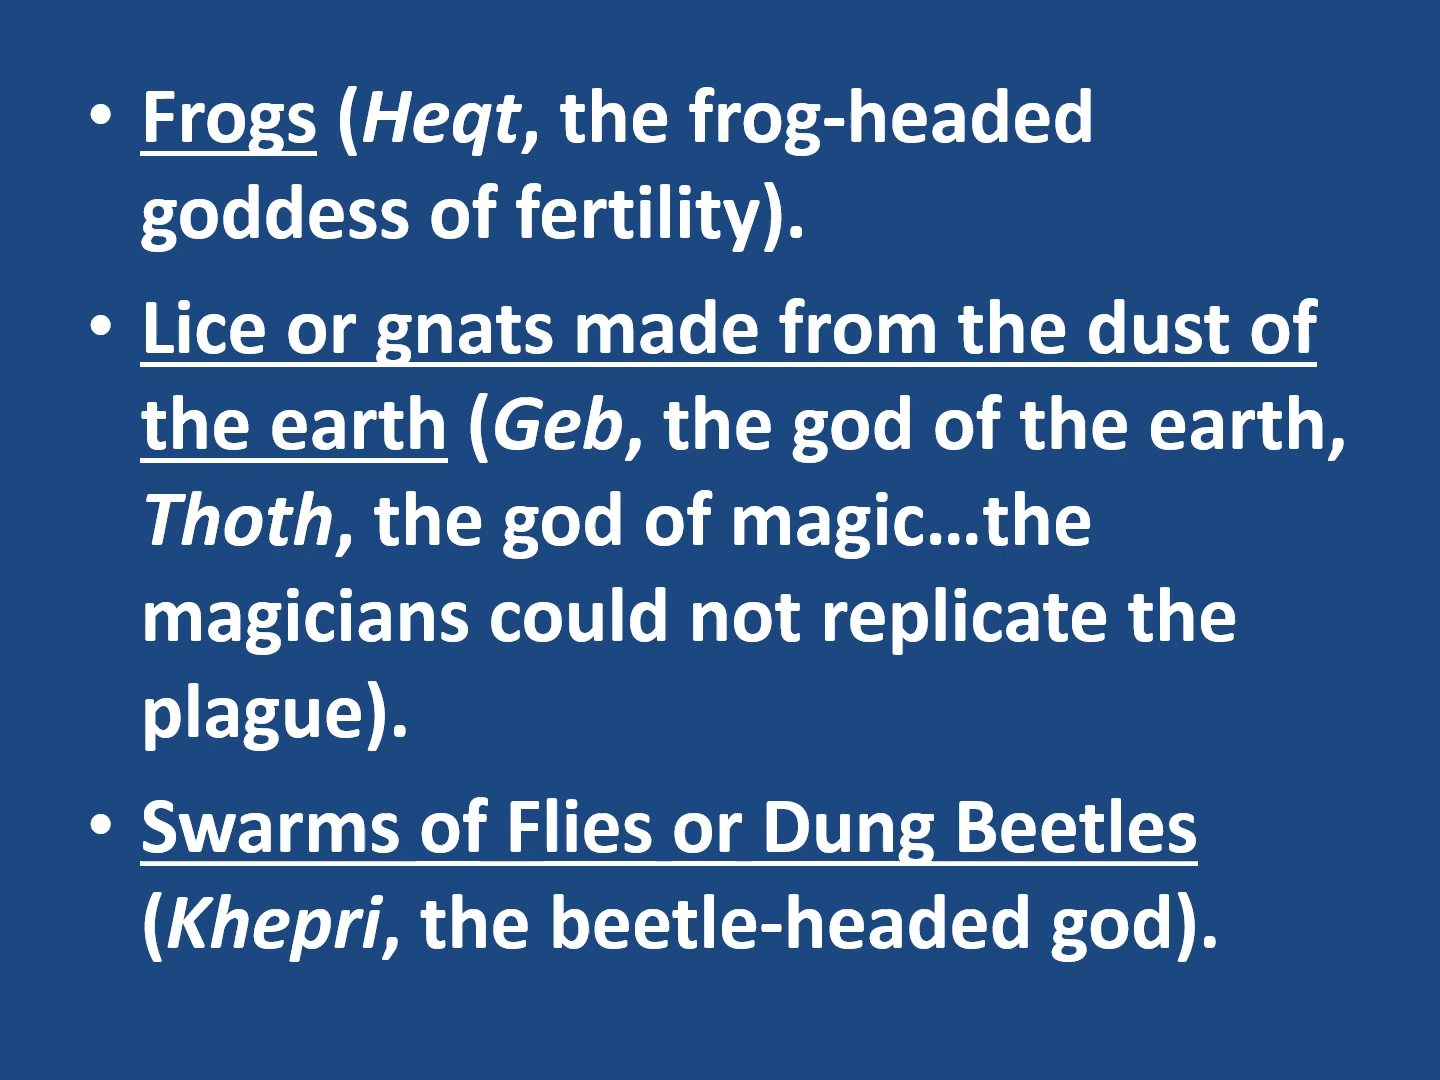 • Frogs (Heqt, the frog-headed
goddess of fertility).
• Lice or gnats made from the dust of
the earth (Geb, the god of the earth,
Thoth, the god of magic…the
magicians could not replicate the
plague).
• Swarms of Flies or Dung Beetles
(Khepri, the beetle-headed god).